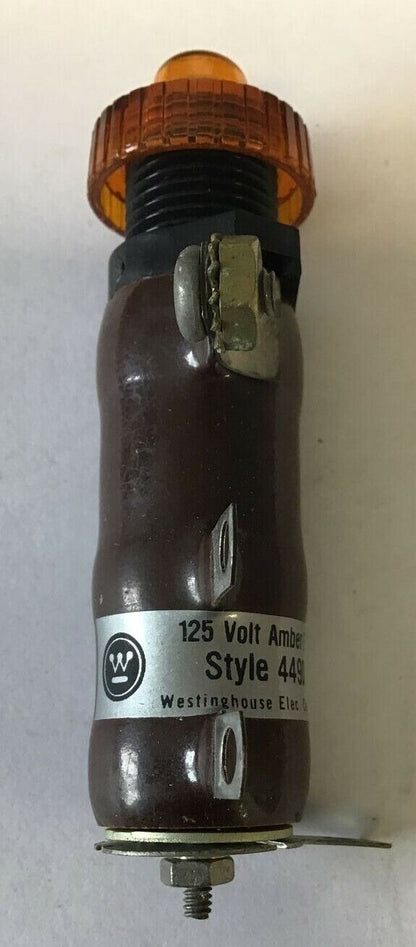 125 Volt Amber
Style 449
Westinghouse Elec
W